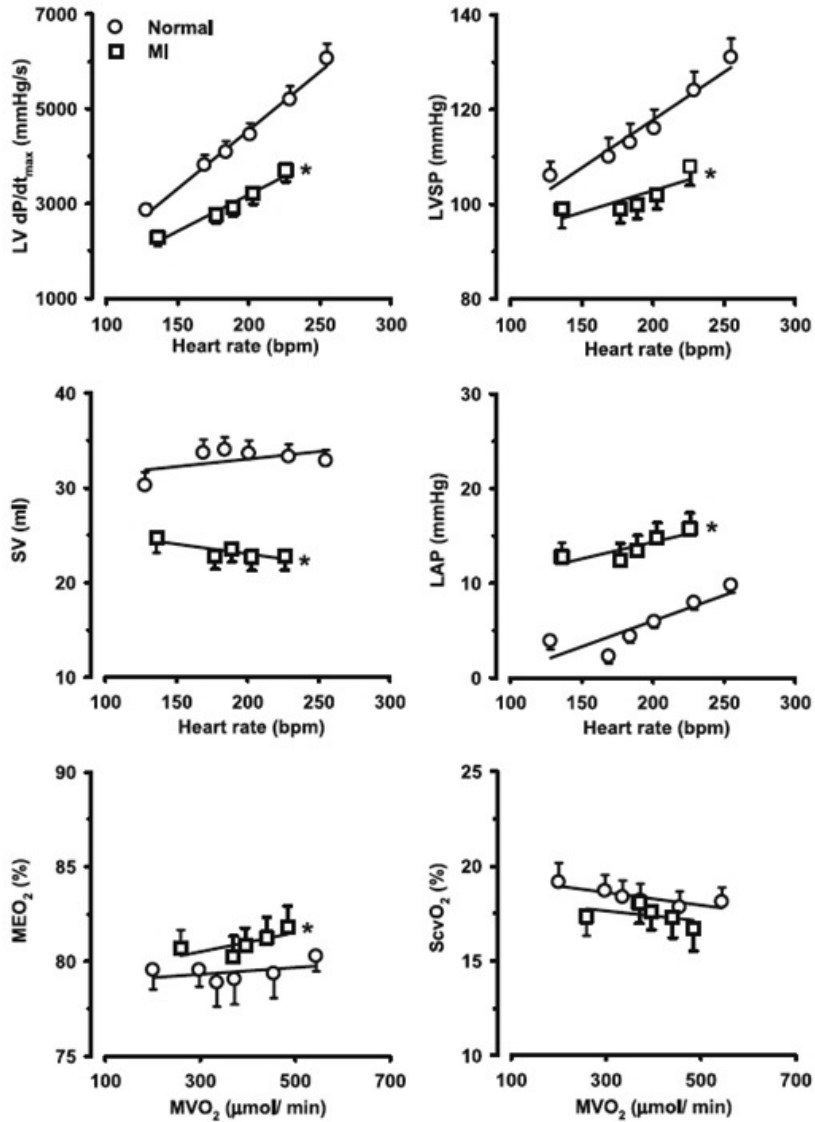 LV dP/dtmax (mmHg/s)
7000
5000
3000
1000
Normal
MI
*
100 150 200 250 300
Heart rate (bpm)
LVSP (mmHg)
140
120
100
80
*
100 150 200 250 300
Heart rate (bpm)
SV (ml)
40
30
20
10
*
100 150 200 250 300
Heart rate (bpm)
LAP (mmHg)
30
20
10
0
*
100 150 200 250 300
Heart rate (bpm)
MEO2 (%)
90
85
80
75
*
100 300 500 700
MVO2 (µmol/ min)
ScvO2 (%)
25
20
15
10
100 300 500 700
MVO2 (µmol/ min)